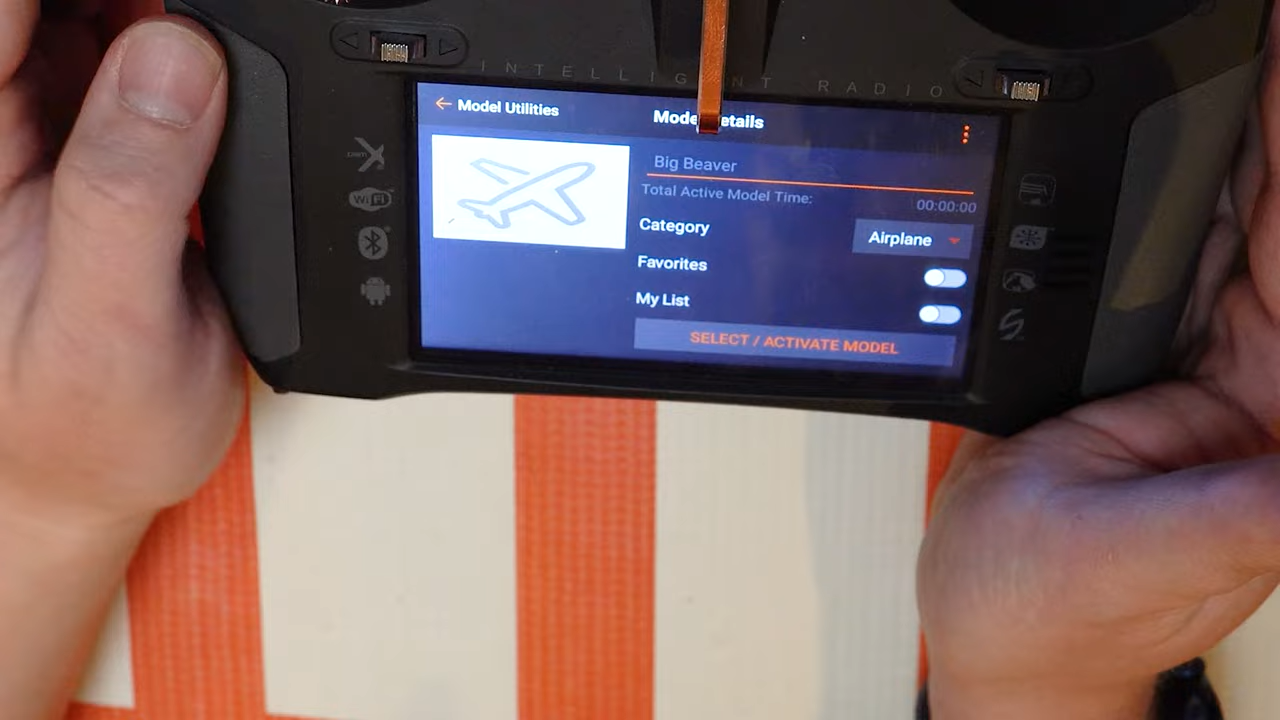 INTELLIGENT RADIO
Model Utilities
Model Details
Big Beaver
Total Active Model Time:
00:00:00
Category
Airplane
Favorites
My List
SELECT / ACTIVATE MODEL
WiFi